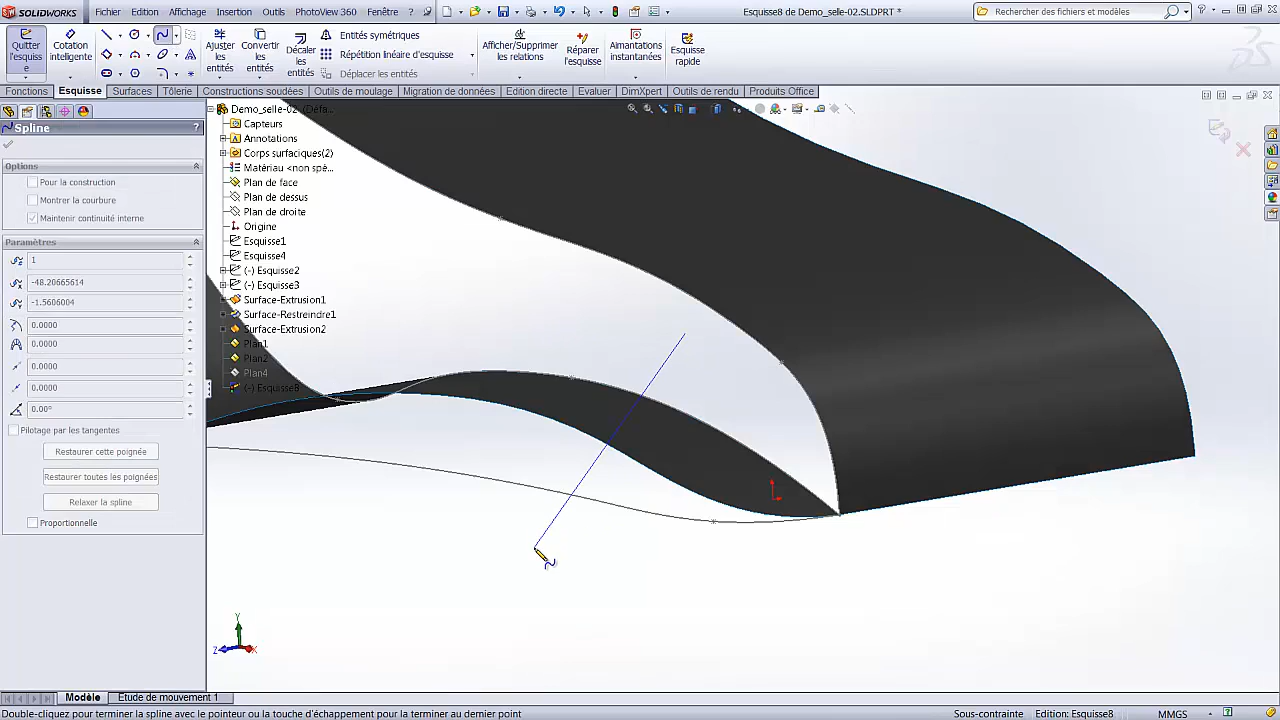 SOLIDWORKS Fichier Edition Affichage Insertion Outils PhotoView 360 Fenêtre ? Esquisse8 de Demo_selle-02.SLDPRT * Rechercher des fichiers et modèles
Quitter l'esquiss e
Cotation intelligente
Ajuster les entités
Convertir les entités
Décaler les entités
Entités symétriques
Répétition linéaire d'esquisse
Déplacer les entités
Afficher/Supprimer les relations
Réparer l'esquisse
Aimantations instantanées
Esquisse rapide
Fonctions Esquisse Surfaces Tôlerie Constructions soudées Outils de moulage Migration de données Edition directe Evaluer DimXpert Outils de rendu Produits Office
Spline ?
Options
Pour la construction
Montrer la courbure
Maintenir continuité interne
Paramètres
1
-48.20665614
-1.5606004
0.0000
0.0000
0.0000
0.0000
0.00°
Pilotage par les tangentes
Restaurer cette poignée
Restaurer toutes les poignées
Relaxer la spline
Proportionnelle
Demo_selle-02 (Défa...
Capteurs
Annotations
Corps surfaciques(2)
Matériau <non spé...
Plan de face
Plan de dessus
Plan de droite
Origine
Esquisse1
Esquisse4
(-) Esquisse2
(-) Esquisse3
Surface-Extrusion1
Surface-Restreindre1
Surface-Extrusion2
Plan1
Plan2
Plan4
(-) Esquisse8
Y
Z X
Modèle Etude de mouvement 1
Double-cliquez pour terminer la spline avec le pointeur ou la touche d'échappement pour la terminer au dernier point Sous-contrainte Edition: Esquisse8 MMGS